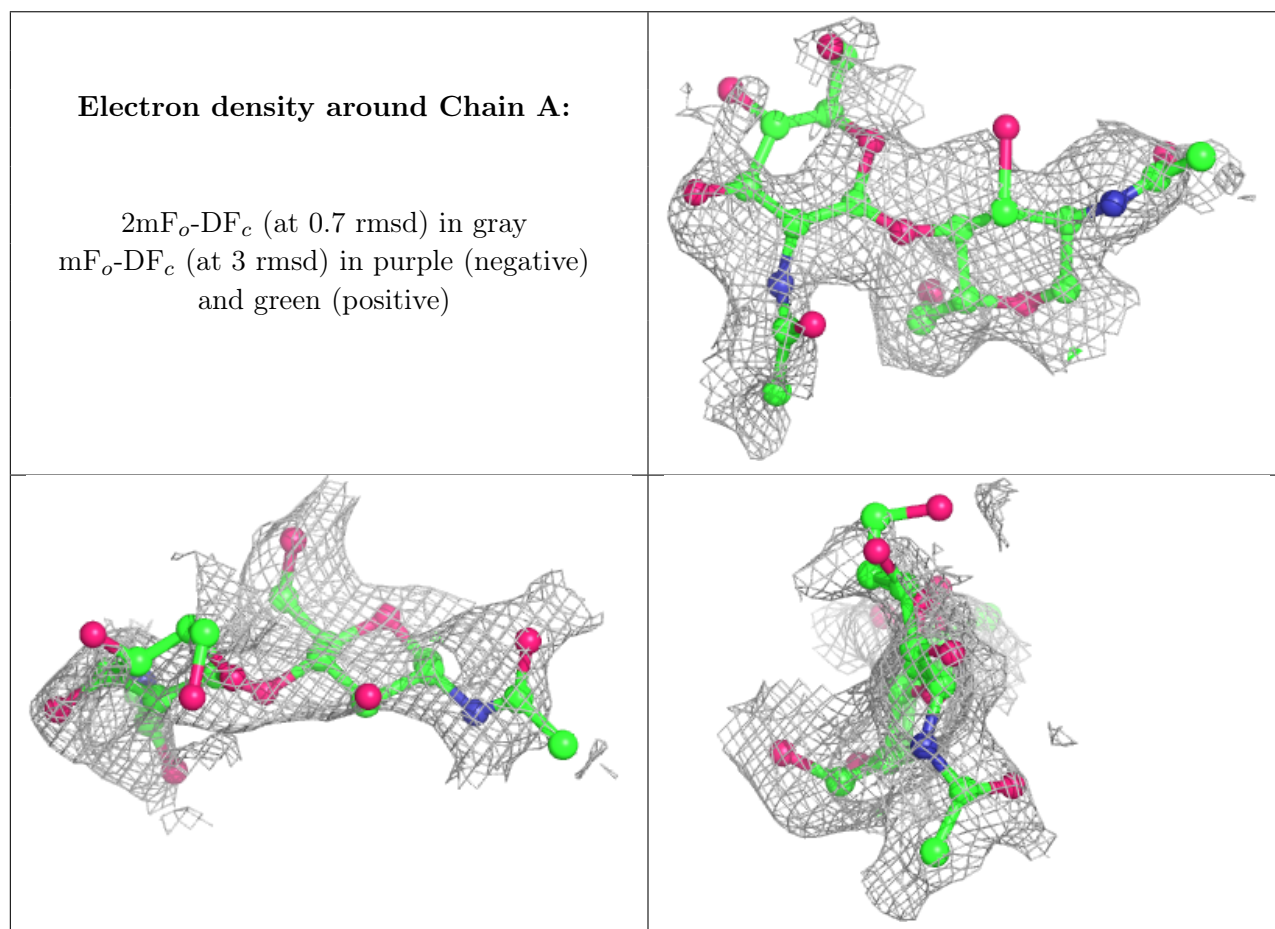 Electron density around Chain A:
2mFₒ-DF𝒸 (at 0.7 rmsd) in gray
mFₒ-DF𝒸 (at 3 rmsd) in purple (negative)
and green (positive)